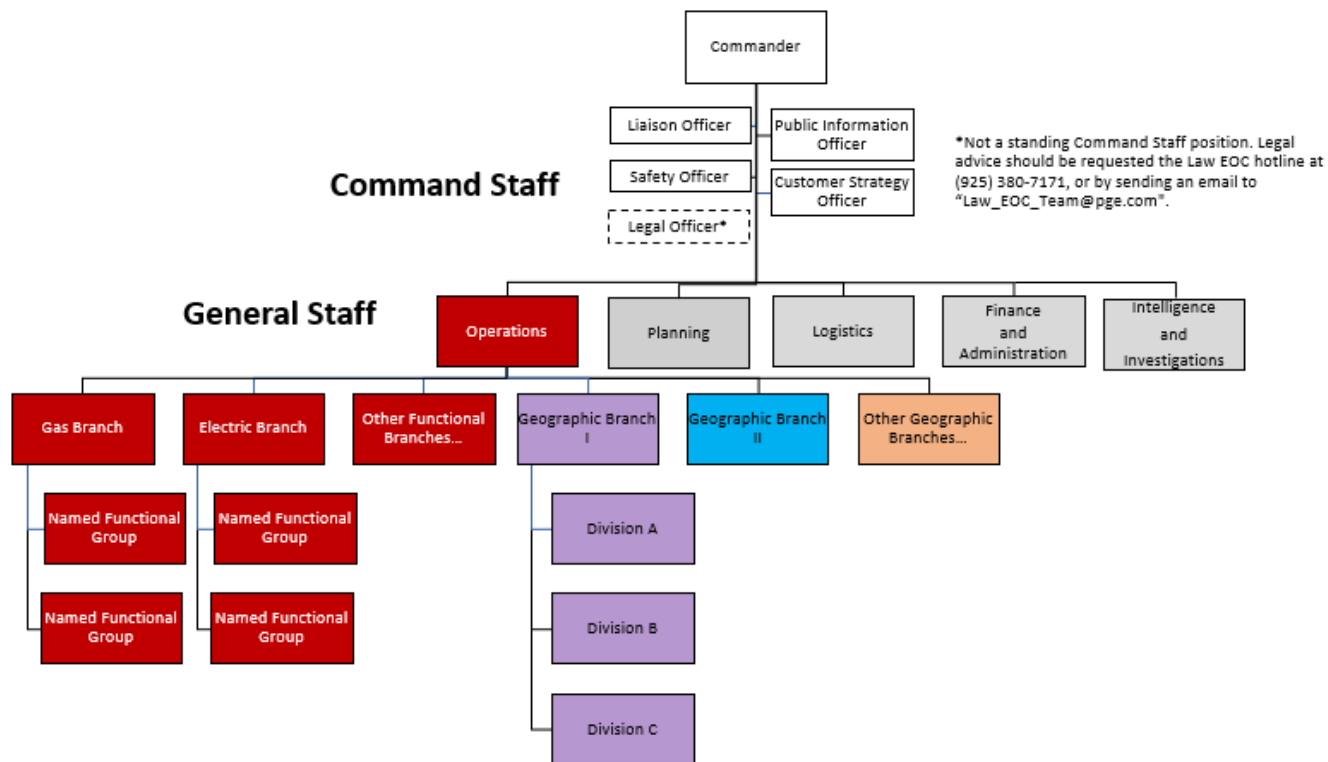 Commander
Liaison Officer
Public Information
Officer
*Not a standing Command Staff position. Legal
advice should be requested the Law EOC hotline at
(925) 380-7171, or by sending an email to
“Law_EOC_Team@pge.com".
Command Staff
Safety Officer
Customer Strategy
Officer
Legal Officer*
General Staff
Operations
Planning
Logistics
Finance
and
Administration
Intelligence
and
Investigations
Gas Branch
Electric Branch
Other Functional
Branches...
Geographic Branch
I
Geographic Branch
II
Other Geographic
Branches...
Named Functional
Group
Named Functional
Group
Division A
Named Functional
Group
Named Functional
Group
Division B
Division C